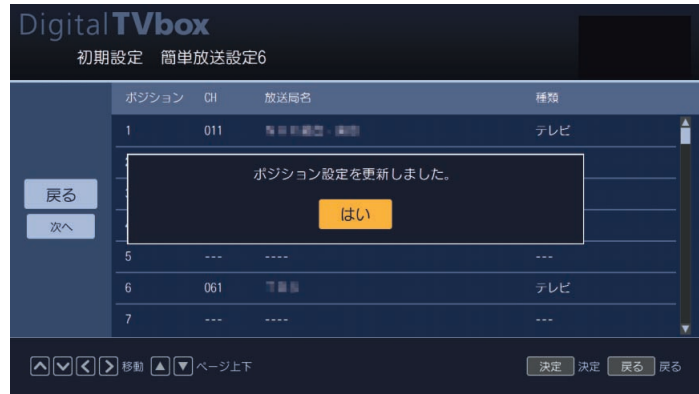 Digital TVbox
初期設定 簡単放送設定6
ポジション CH 放送局名 種類
1 011 テレビ
ポジション設定を更新しました。
はい
戻る
次へ
5 --- ---- ---
6 061 テレビ
7 --- ---- ---
移動 ページ上下 決定 決定 戻る 戻る